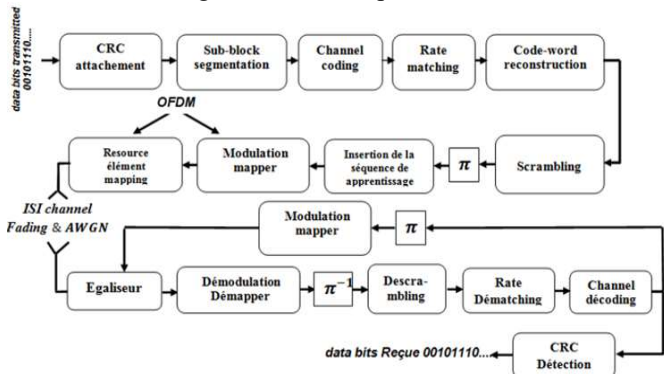 data bits transmitted
00101110.....
CRC
attachement
Sub-block
segmentation
Channel
coding
Rate
matching
Code-word
reconstruction
OFDM
Resource
élément
mapping
Modulation
mapper
Insertion de la
séquence de
apprentissage
π
Scrambling
ISI channel
Fading & AWGN
Modulation
mapper
π
Egaliseur
Démodulation
Démapper
π⁻¹
Descra-
mbling
Rate
Dématching
Channel
décoding
data bits Reçue 00101110....
CRC
Détection